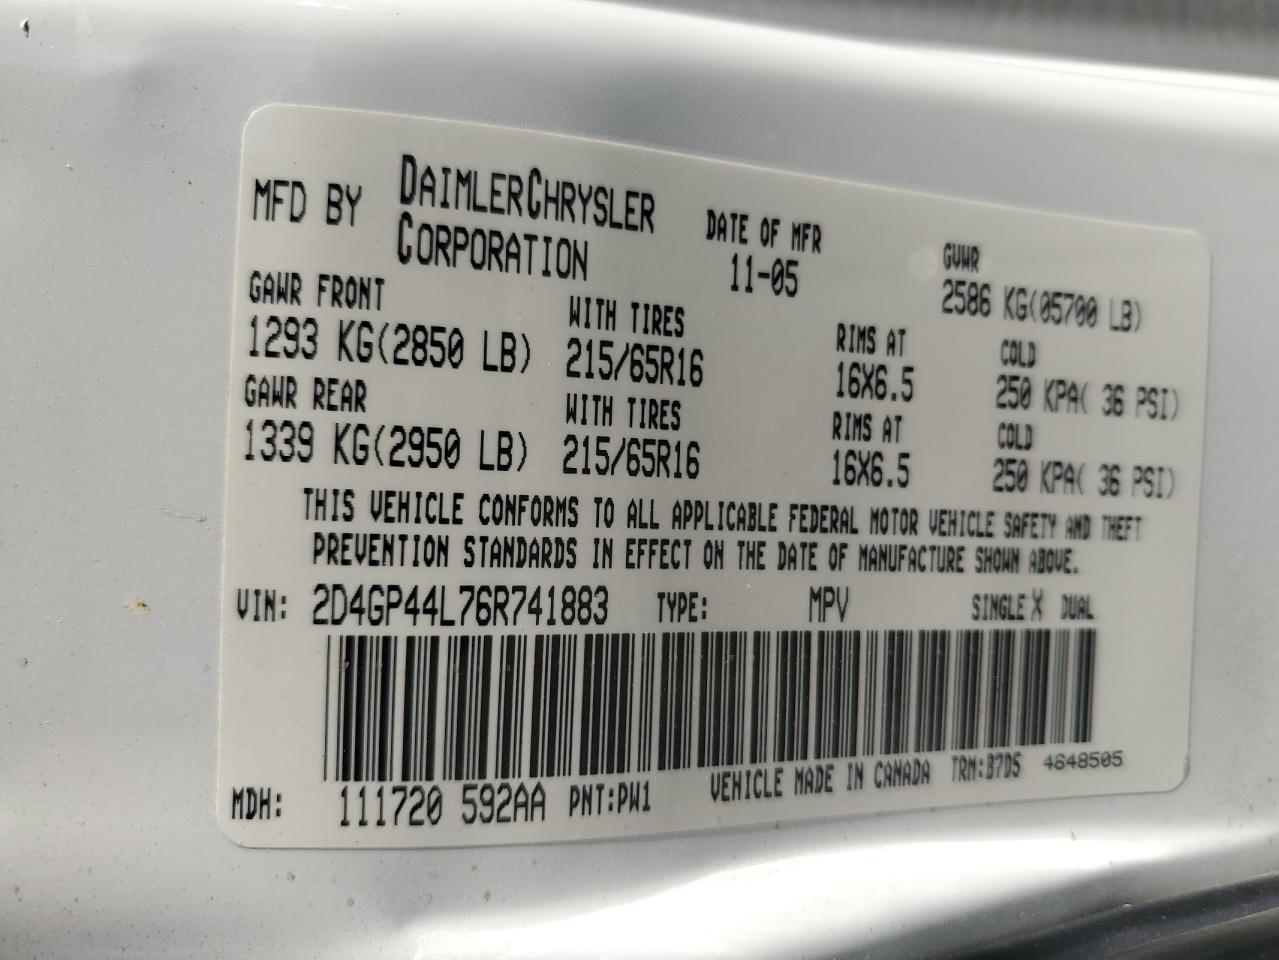 MFD BY DAIMLERCHRYSLER CORPORATION
DATE OF MFR 11-05
GVWR 2586 KG(05700 LB)
GAWR FRONT WITH TIRES RIMS AT COLD
1293 KG(2850 LB) 215/65R16 16X6.5 250 KPA( 36 PSI)
GAWR REAR WITH TIRES RIMS AT COLD
1339 KG(2950 LB) 215/65R16 16X6.5 250 KPA( 36 PSI)
THIS VEHICLE CONFORMS TO ALL APPLICABLE FEDERAL MOTOR VEHICLE SAFETY AND THEFT
PREVENTION STANDARDS IN EFFECT ON THE DATE OF MANUFACTURE SHOWN ABOVE.
VIN: 2D4GP44L76R741883 TYPE: MPV SINGLE X DUAL
MDH: 111720 592AA PNT:PW1 VEHICLE MADE IN CANADA TRM:B7D5 4648505